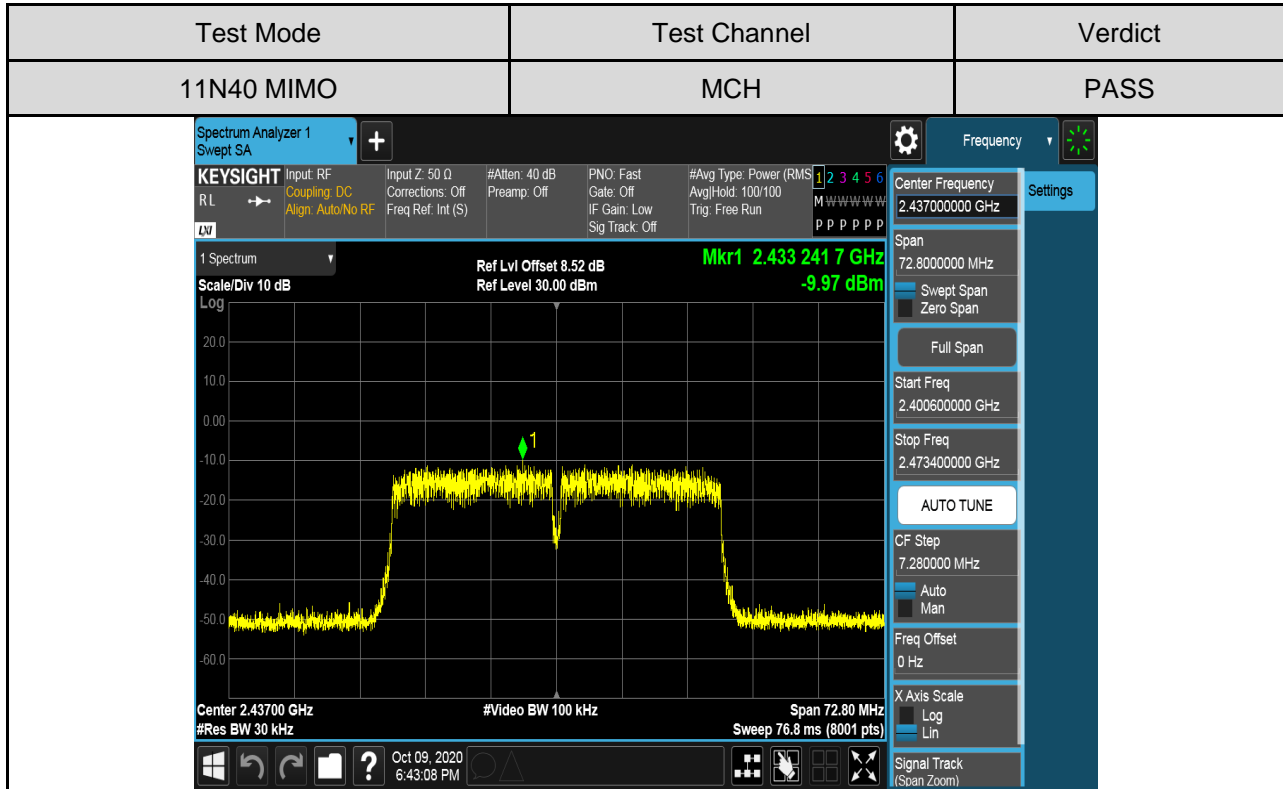 Test Mode Test Channel Verdict
11N40 MIMO MCH PASS
Spectrum Analyzer 1
Swept SA
+
Frequency
KEYSIGHT
RL
LXI
Input: RF
Coupling: DC
Align: Auto/No RF
Input Z: 50 Ω
Corrections: Off
Freq Ref: Int (S)
#Atten: 40 dB
Preamp: Off
PNO: Fast
Gate: Off
IF Gain: Low
Sig Track: Off
#Avg Type: Power (RMS
Avg|Hold: 100/100
Trig: Free Run
1 2 3 4 5 6
M W W W W W
P P P P P P
1 Spectrum
Scale/Div 10 dB
Ref Lvl Offset 8.52 dB
Ref Level 30.00 dBm
Mkr1 2.433 241 7 GHz
-9.97 dBm
Log
20.0
10.0
0.00
-10.0
-20.0
-30.0
-40.0
-50.0
-60.0
1
Center 2.43700 GHz
#Res BW 30 kHz
#Video BW 100 kHz
Span 72.80 MHz
Sweep 76.8 ms (8001 pts)
Center Frequency
2.437000000 GHz
Settings
Span
72.8000000 MHz
Swept Span
Zero Span
Full Span
Start Freq
2.400600000 GHz
Stop Freq
2.473400000 GHz
AUTO TUNE
CF Step
7.280000 MHz
Auto
Man
Freq Offset
0 Hz
X Axis Scale
Log
Lin
Signal Track
(Span Zoom)
?
Oct 09, 2020
6:43:08 PM